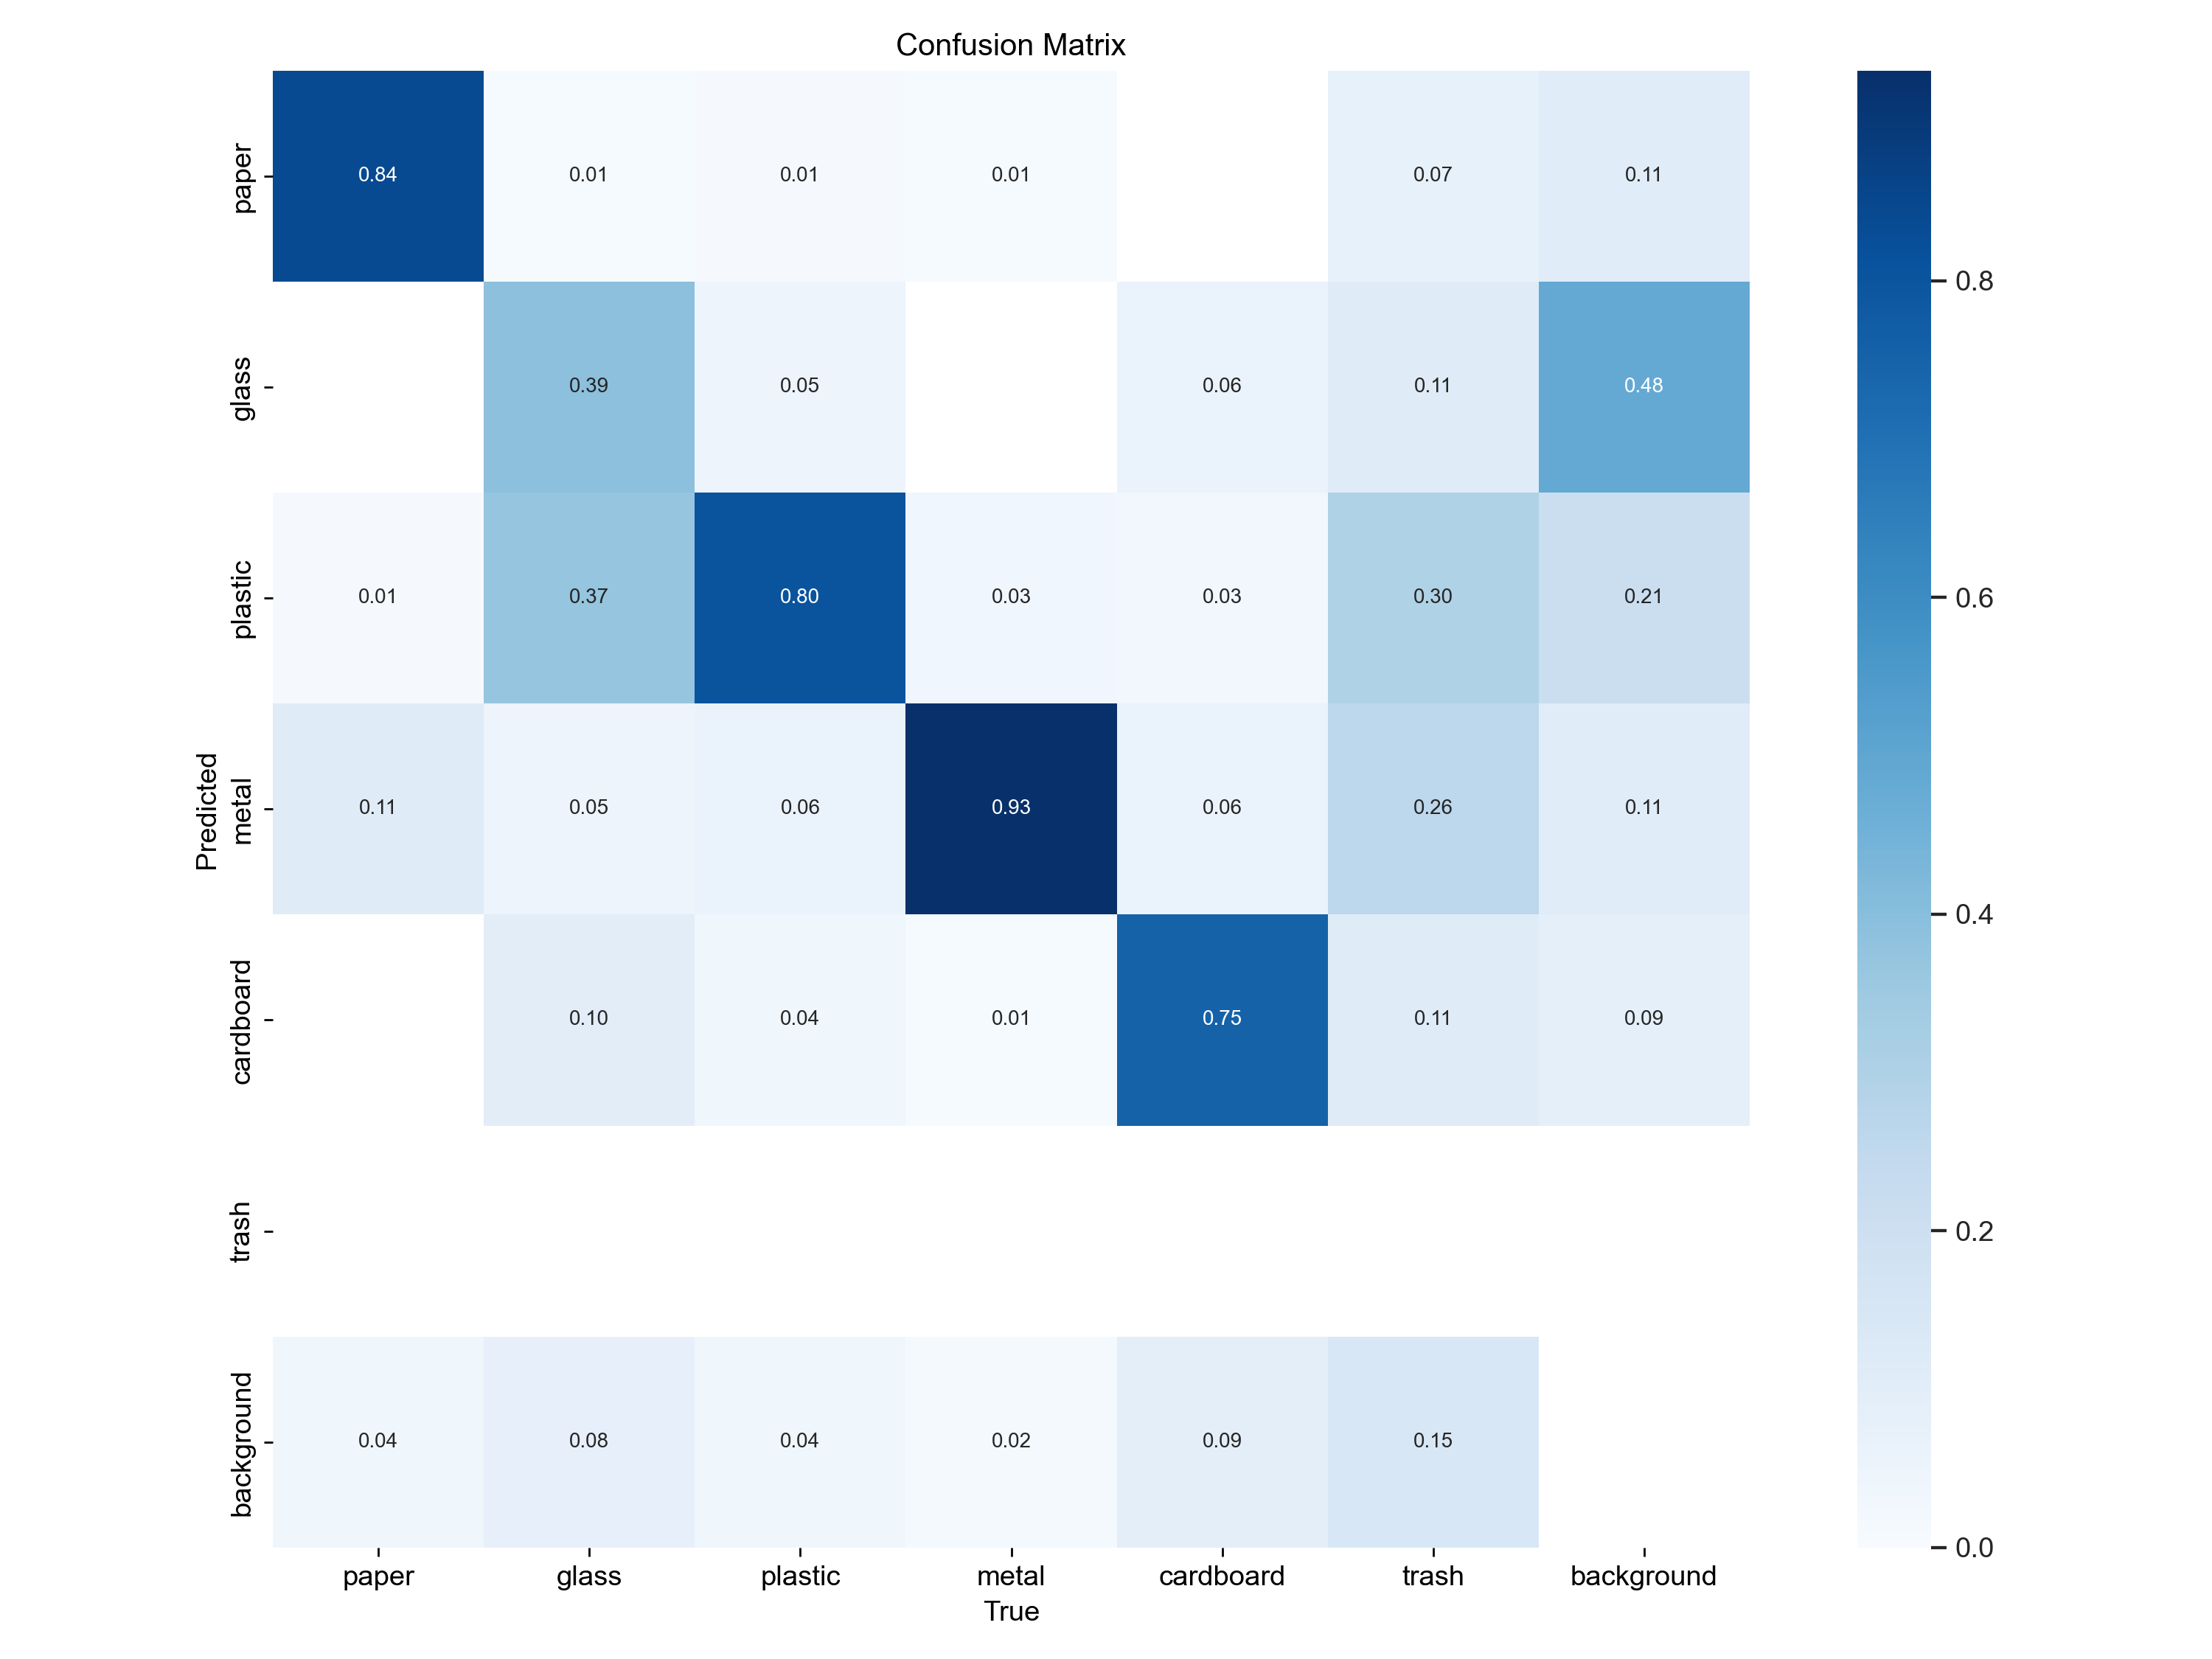 Confusion Matrix
paper 0.84 0.01 0.01 0.01 0.07 0.11
glass 0.39 0.05 0.06 0.11 0.48
plastic 0.01 0.37 0.80 0.03 0.03 0.30 0.21
metal 0.11 0.05 0.06 0.93 0.06 0.26 0.11
cardboard 0.10 0.04 0.01 0.75 0.11 0.09
trash
background 0.04 0.08 0.04 0.02 0.09 0.15
Predicted
paper glass plastic metal cardboard trash background
True
0.8
0.6
0.4
0.2
0.0